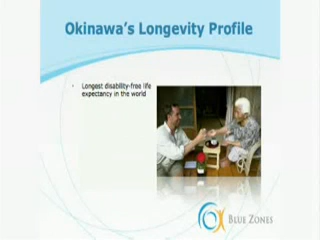 Okinawa's Longevity Profile
• Longest disability-free life
expectancy in the world
BLUE ZONES